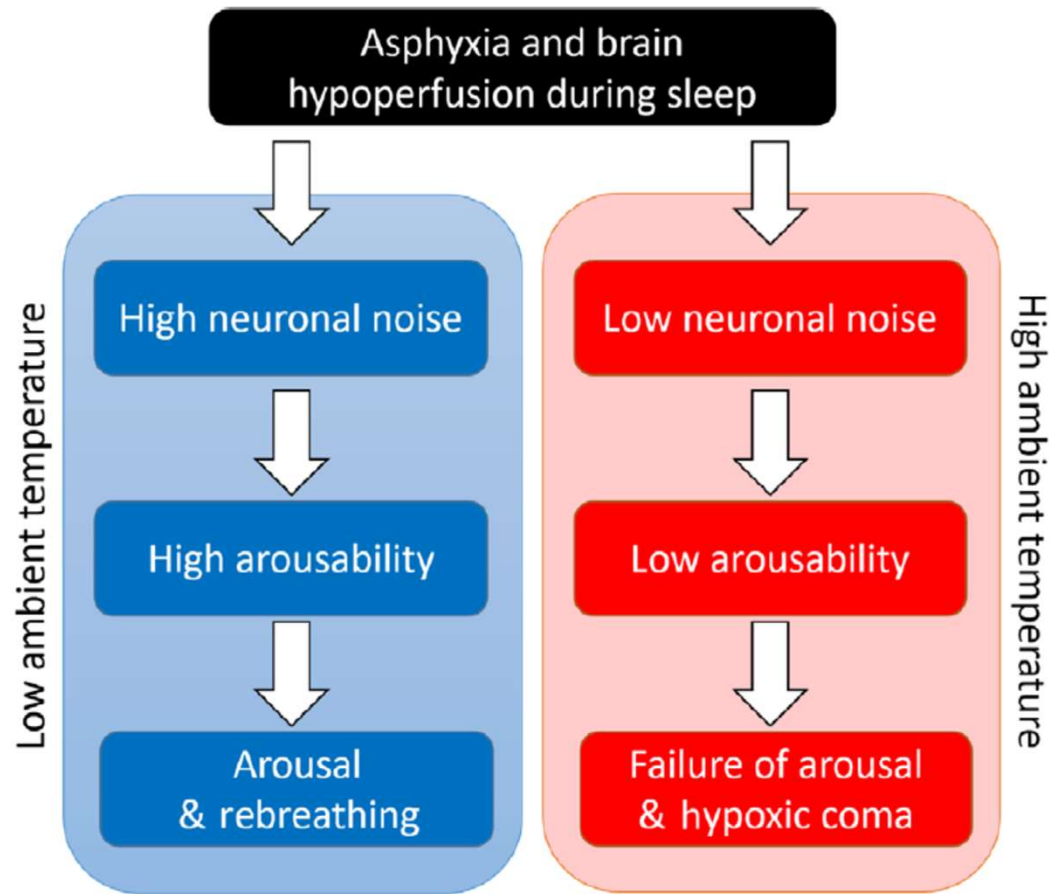 Asphyxia and brain
hypoperfusion during sleep
Low ambient temperature
High neuronal noise
High arousability
Arousal
& rebreathing
Low neuronal noise
Low arousability
Failure of arousal
& hypoxic coma
High ambient temperature